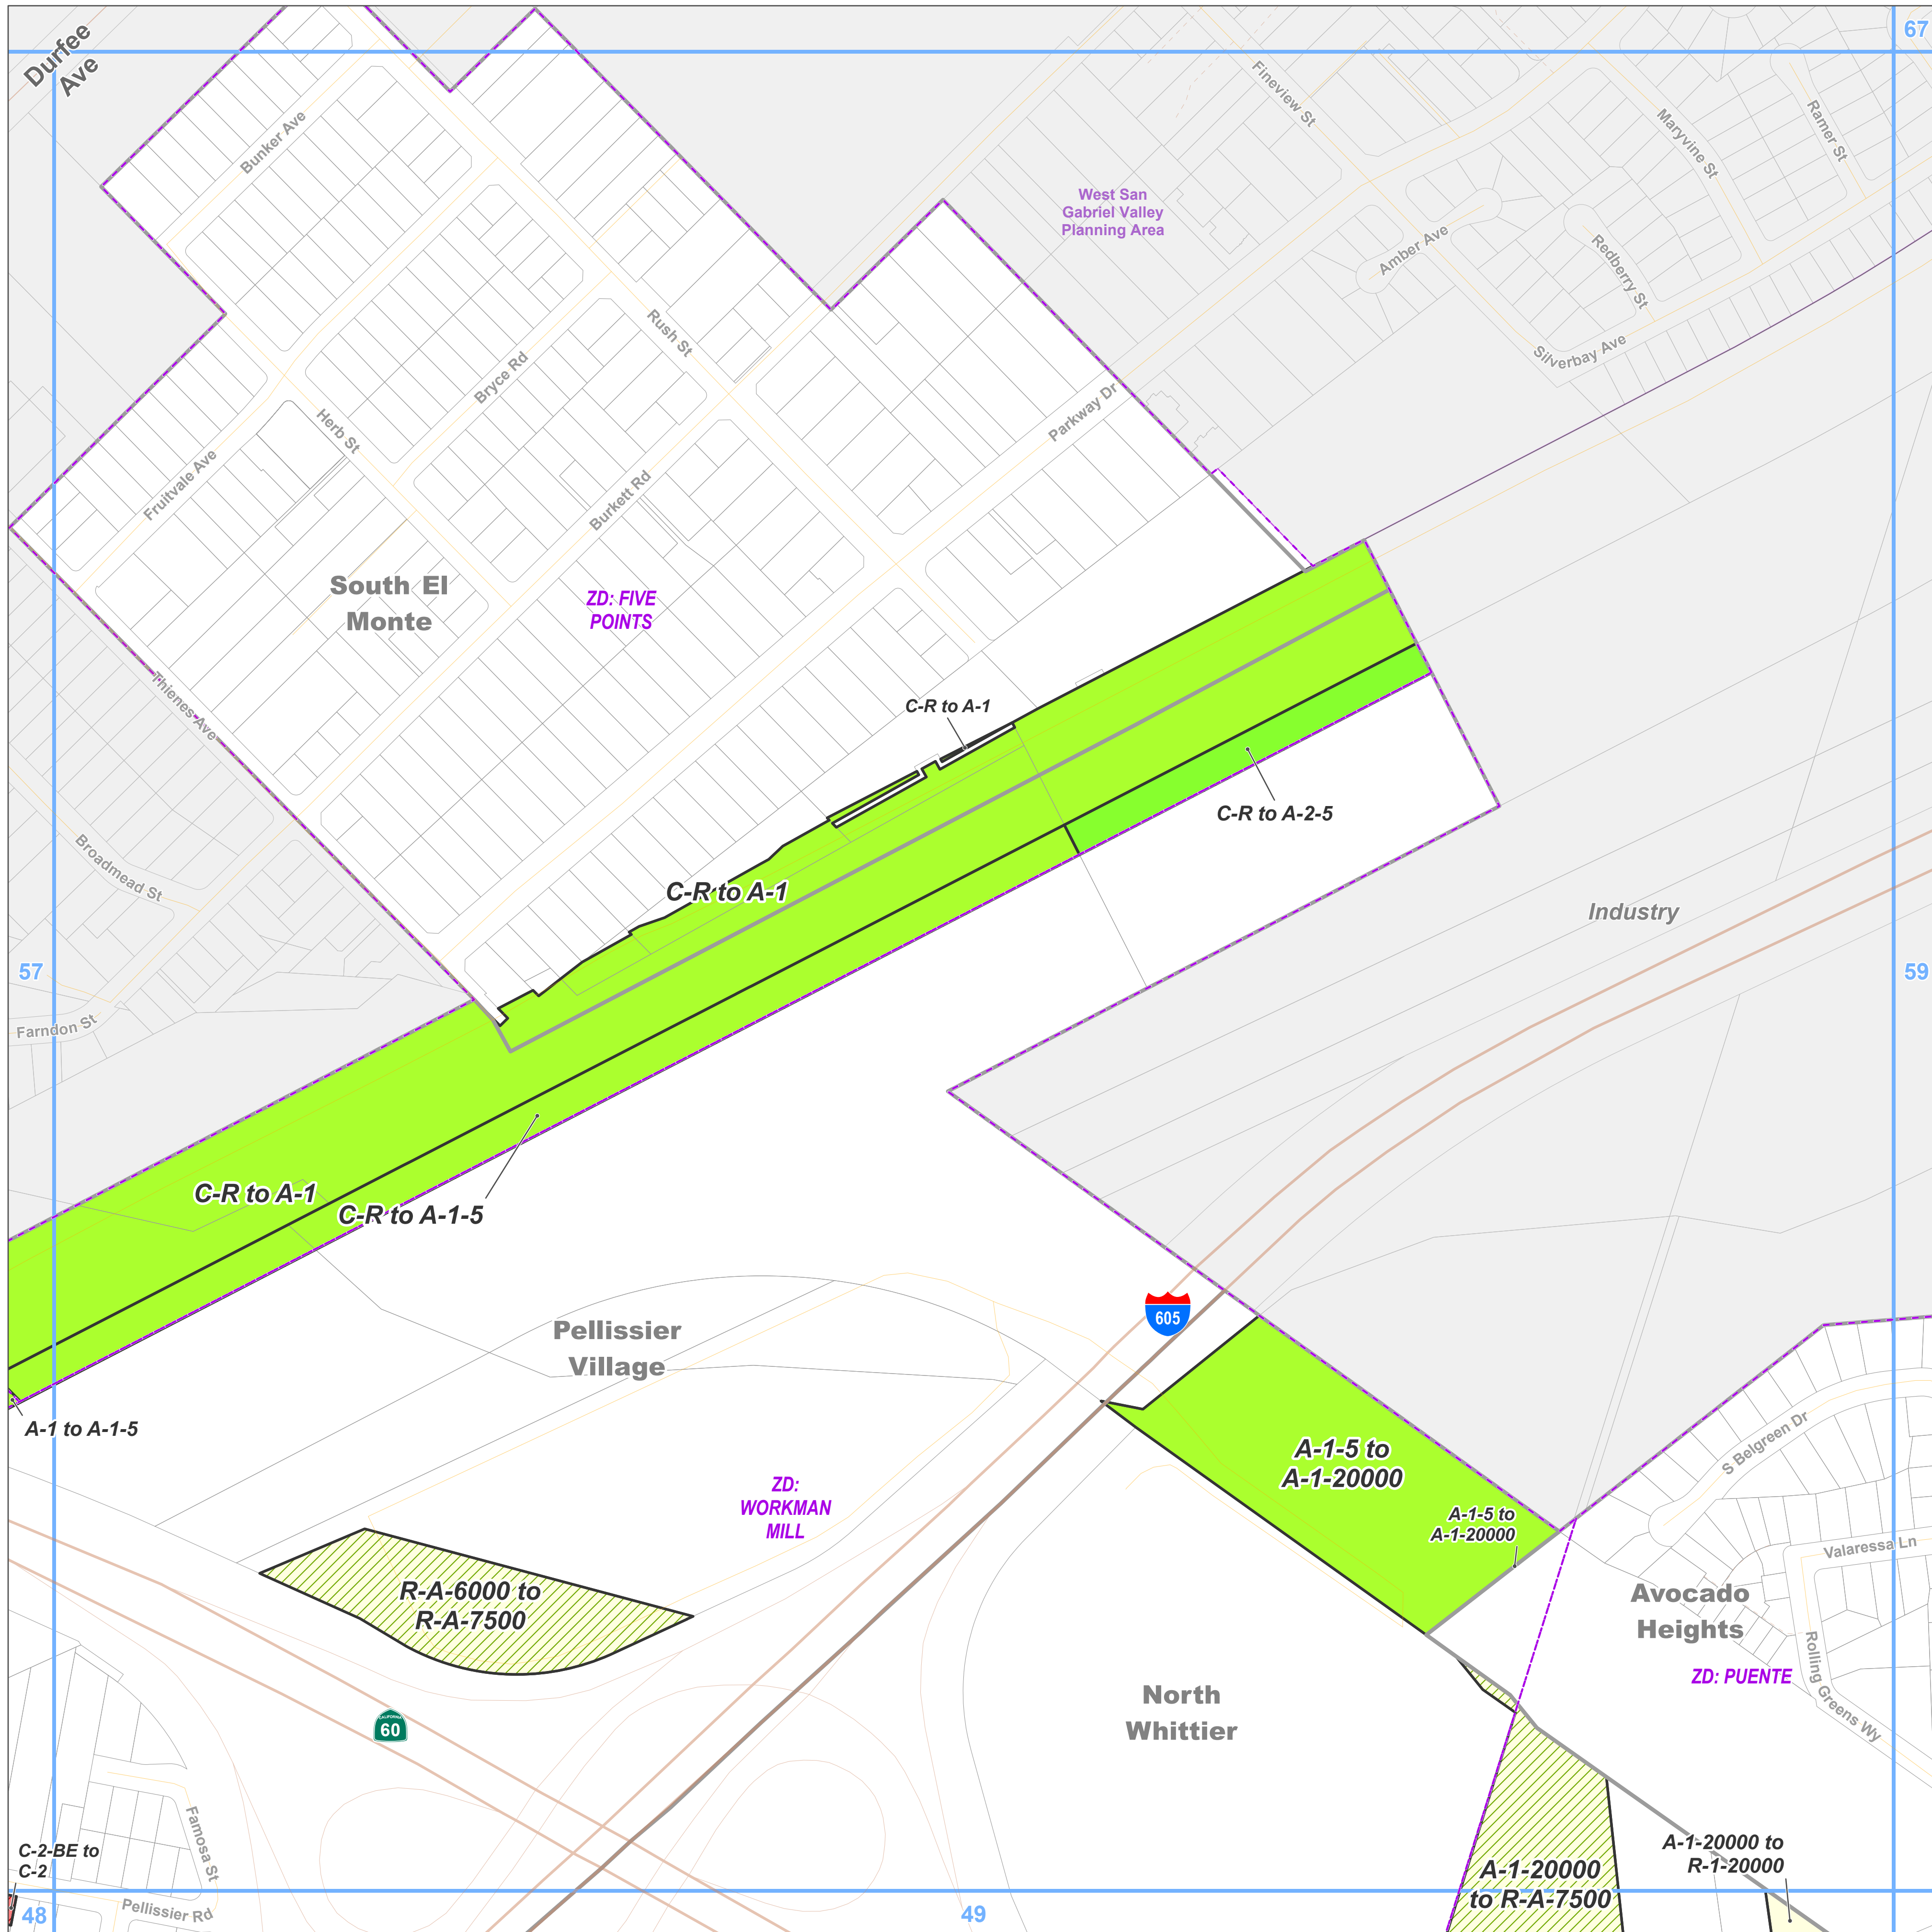 Durfee
Ave
67
Fineview St
Maryvine St
Ramer St
Bunker Ave
West San
Gabriel Valley
Planning Area
Amber Ave
Redberry St
Rush St
Silverbay Ave
Bryce Rd
Parkway Dr
Herb St
Fruitvale Ave
Burkett Rd
South El
Monte
ZD: FIVE
POINTS
Thienes Ave
C-R to A-1
C-R to A-2-5
Broadmead St
C-R to A-1
Industry
57
59
Farndon St
C-R to A-1
C-R to A-1-5
605
Pellissier
Village
A-1 to A-1-5
S Belgreen Dr
A-1-5 to
A-1-20000
ZD:
WORKMAN
MILL
A-1-5 to
A-1-20000
Valaressa Ln
R-A-6000 to
R-A-7500
Avocado
Heights
Rolling Greens Wy
ZD: PUENTE
North
Whittier
CALIFORNIA
60
Famosa St
C-2-BE to
C-2
A-1-20000 to
R-1-20000
A-1-20000
to R-A-7500
Pellissier Rd
48
49